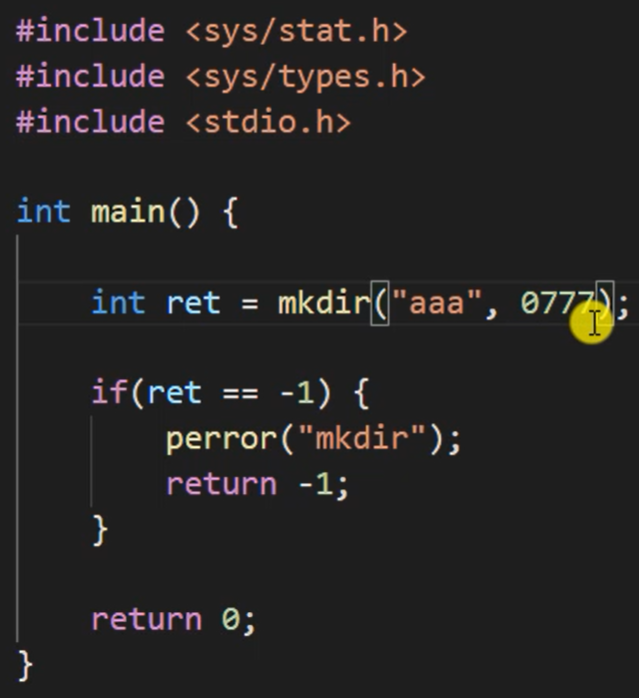 #include <sys/stat.h>
#include <sys/types.h>
#include <stdio.h>
int main() {
int ret = mkdir("aaa", 0777);
if(ret == -1) {
perror("mkdir");
return -1;
}
return 0;
}